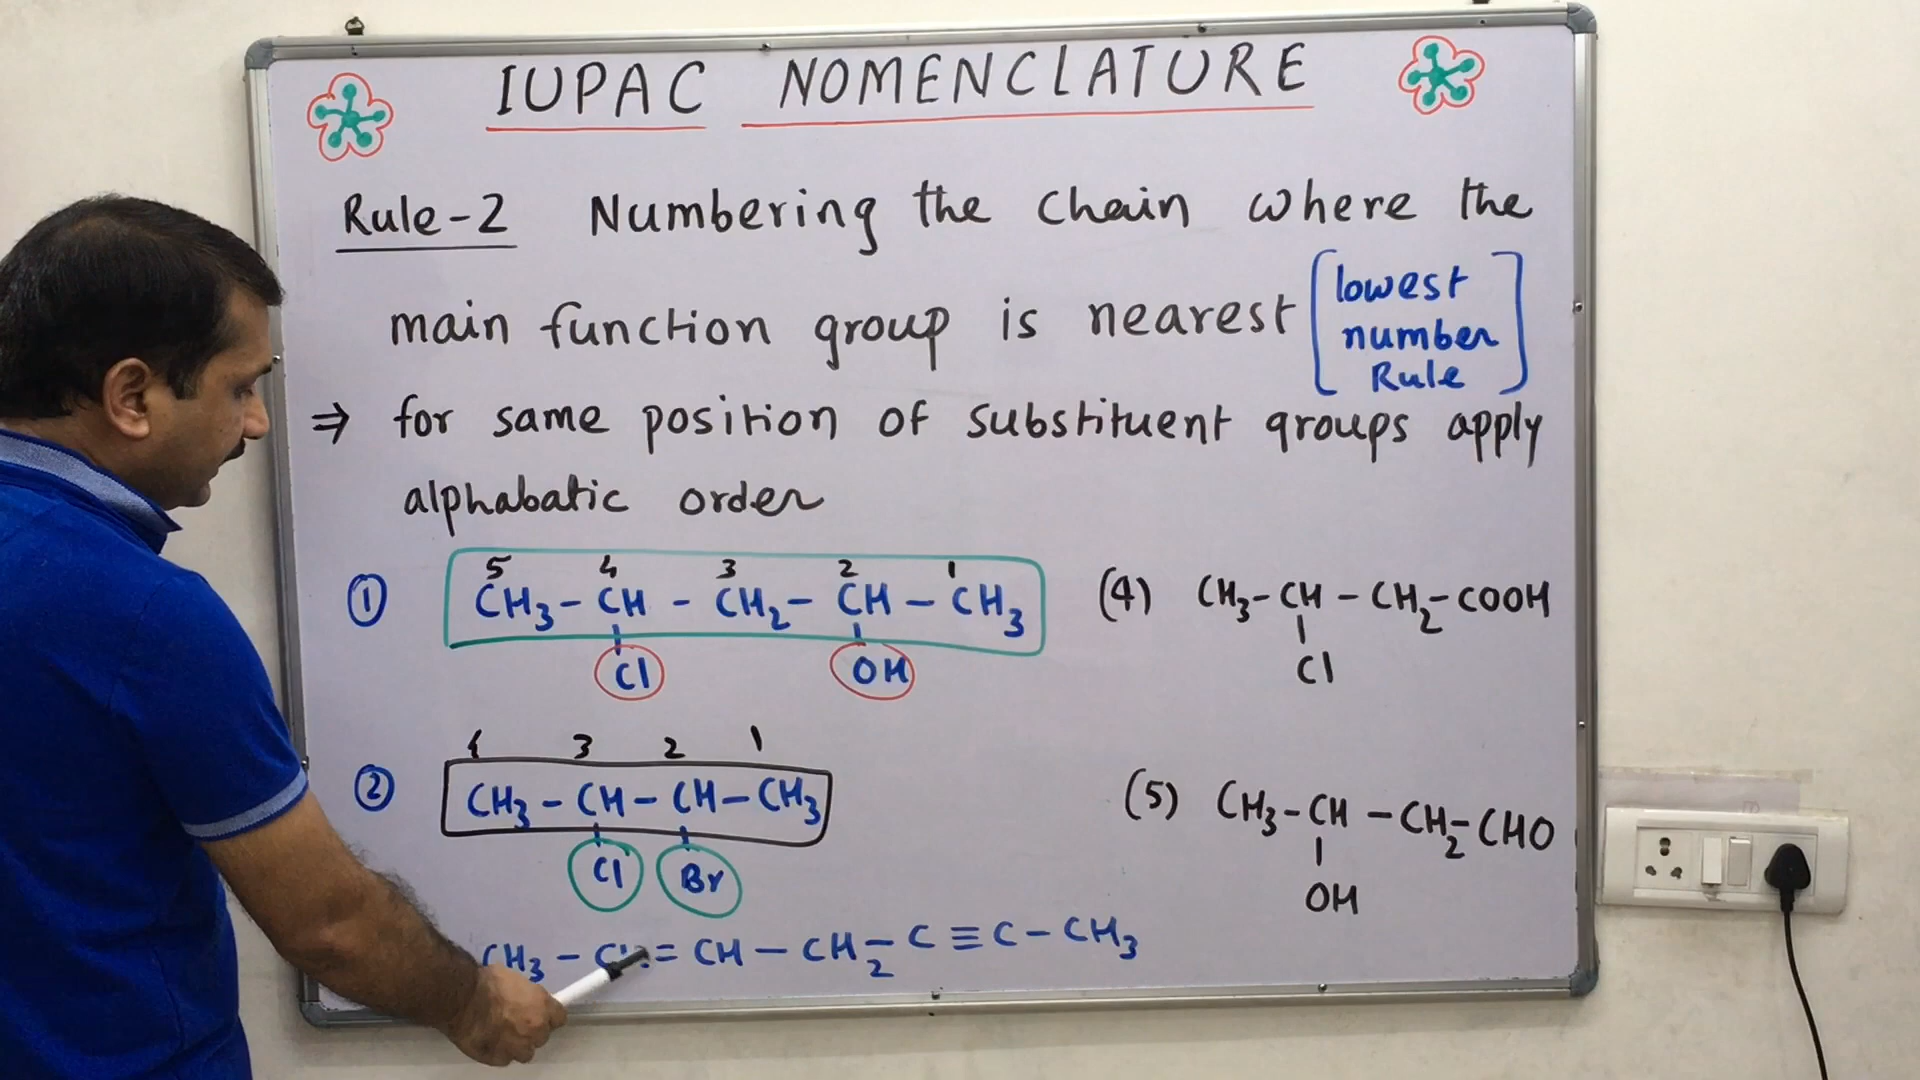 IUPAC NOMENCLATURE
Rule-2 Numbering the chain where the
main function group is nearest [lowest number Rule]
⇒ for same position of substituent groups apply
alphabatic order
5 4 3 2 1
① CH₃ – CH – CH₂ – CH – CH₃
Cl OH
(4) CH₃ – CH – CH₂ – COOH
Cl
4 3 2 1
② CH₃ – CH – CH – CH₃
Cl Br
(5) CH₃ – CH – CH₂ – CHO
OH
CH₃ – = CH – CH₂ – C ≡ C – CH₃